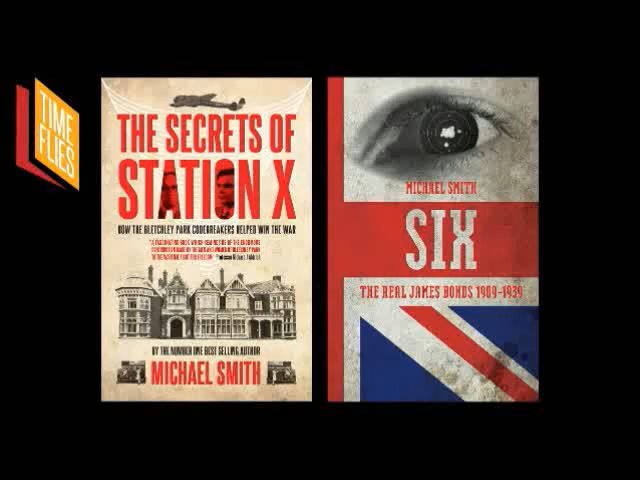 TIME
FLIES
THE SECRETS OF
STATION X
HOW THE BLETCHLEY PARK CODEBREAKERS HELPED WIN THE WAR
BY THE NUMBER ONE BEST SELLING AUTHOR
MICHAEL SMITH
MICHAEL SMITH
SIX
THE REAL JAMES BONDS 1909-1939